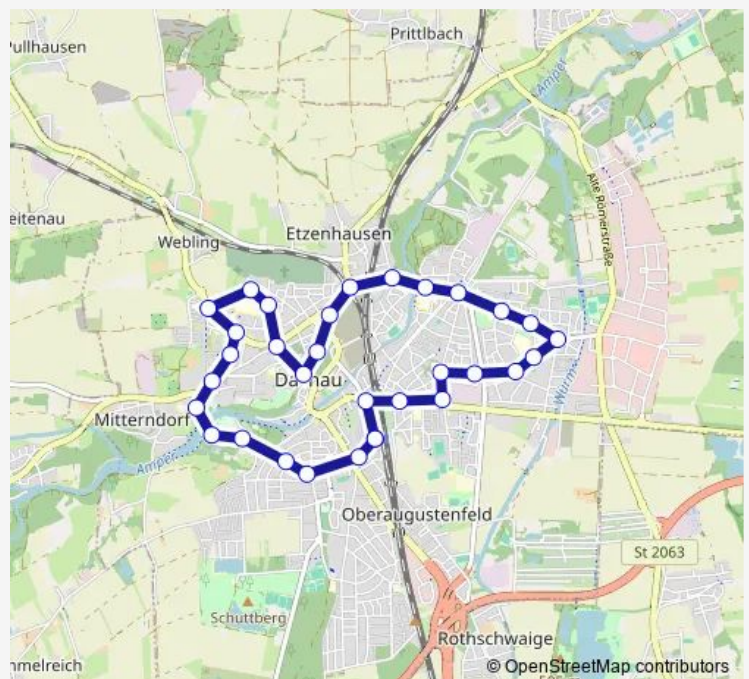 Prittlbach
Pullhausen
Amper
Alte Römerstraße
eitenau
Etzenhausen
Webling
Mitterndorf
Amper
Würm
Oberaugustenfeld
St 2063
Schuttberg
Rothschwaige
mmelreich
© OpenStreetMap contributors